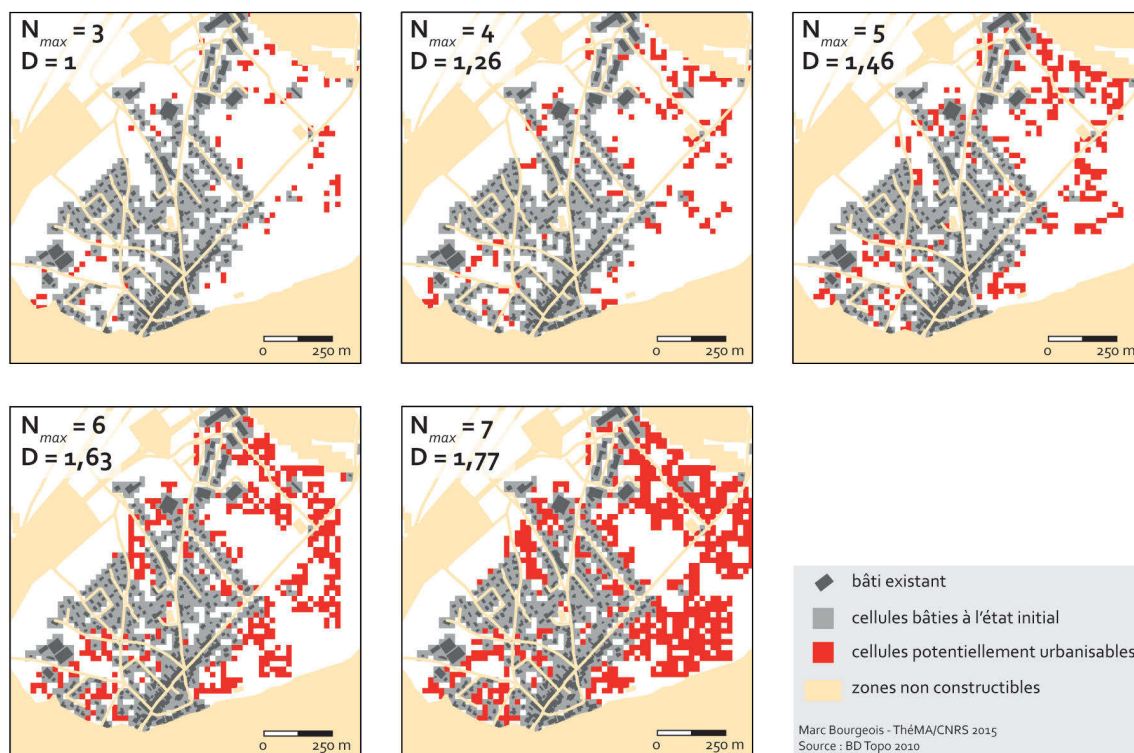 Nmax = 3
D = 1
0 250 m
Nmax = 4
D = 1,26
0 250 m
Nmax = 5
D = 1,46
0 250 m
Nmax = 6
D = 1,63
0 250 m
Nmax = 7
D = 1,77
0 250 m
bâti existant
cellules bâties à l’état initial
cellules potentiellement urbanisables
zones non constructibles
Marc Bourgeois - ThéMA/CNRS 2015
Source : BD Topo 2010